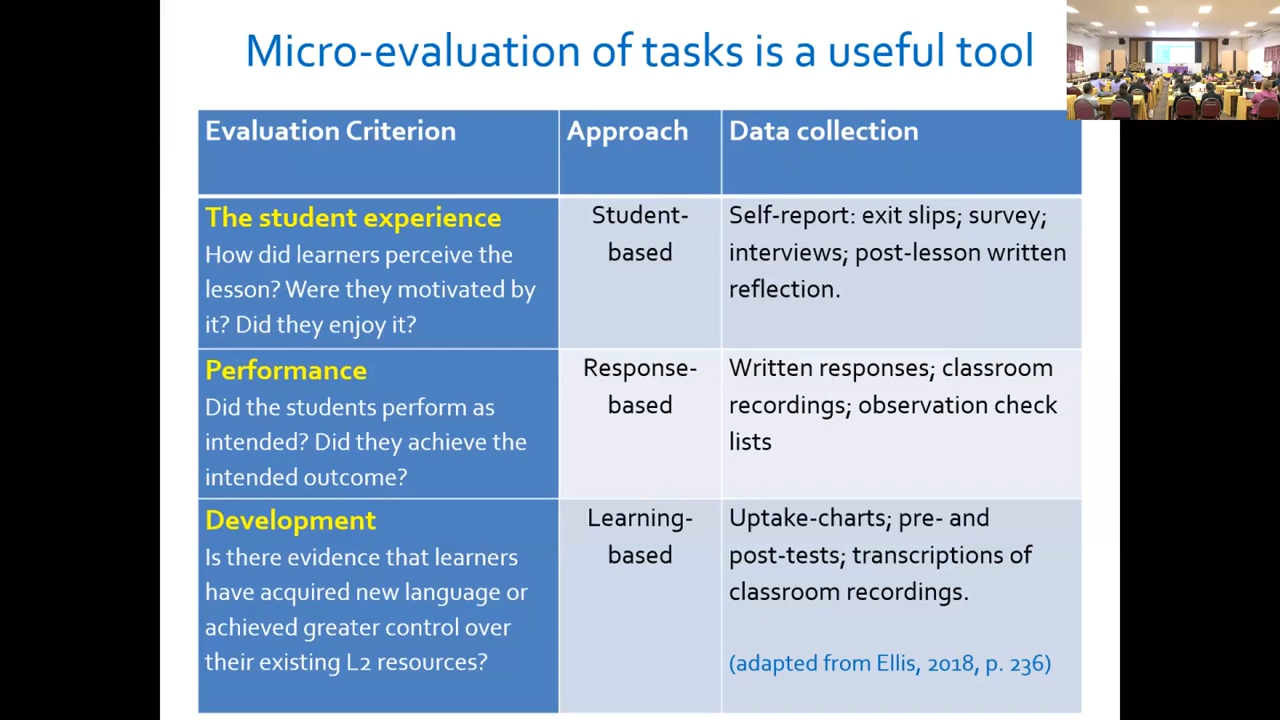 Micro-evaluation of tasks is a useful tool
Evaluation Criterion
Approach
Data collection
The student experience
How did learners perceive the
lesson? Were they motivated by
it? Did they enjoy it?
Student-
based
Self-report: exit slips; survey;
interviews; post-lesson written
reflection.
Performance
Did the students perform as
intended? Did they achieve the
intended outcome?
Response-
based
Written responses; classroom
recordings; observation check
lists
Development
Is there evidence that learners
have acquired new language or
achieved greater control over
their existing L2 resources?
Learning-
based
Uptake-charts; pre- and
post-tests; transcriptions of
classroom recordings.
(adapted from Ellis, 2018, p. 236)